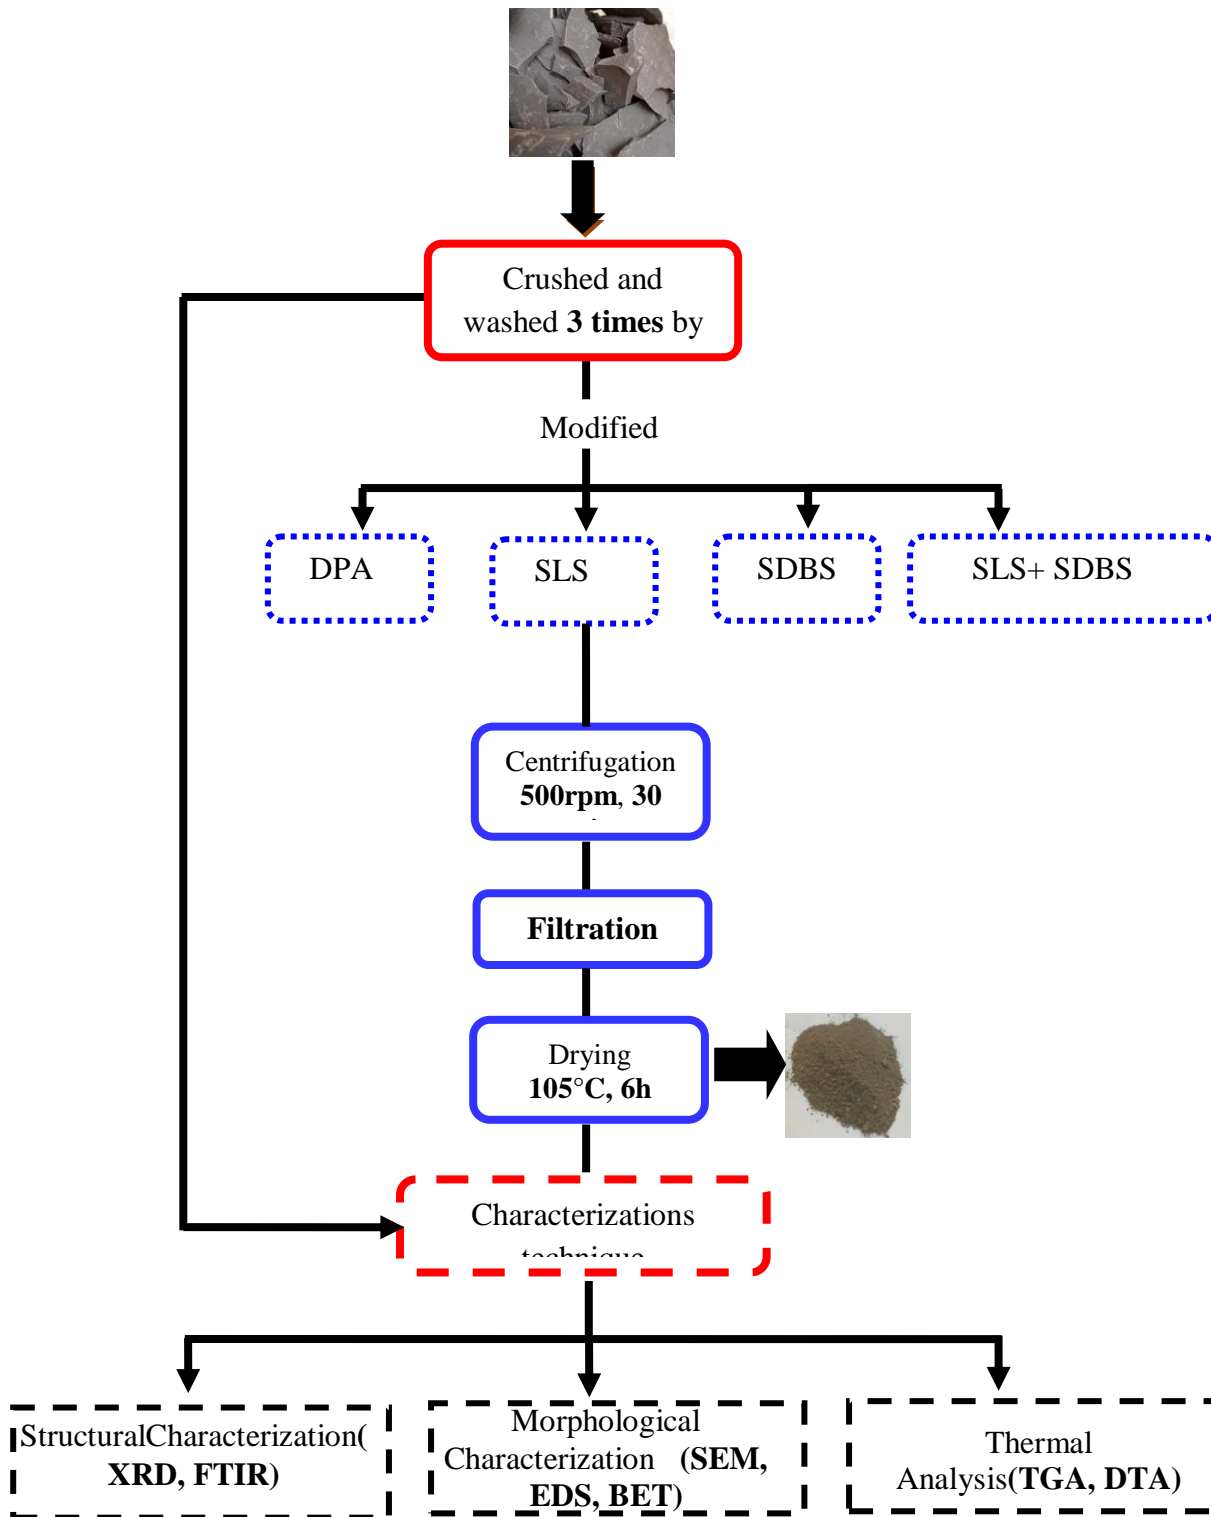 Crushed and
washed 3 times by
Modified
DPA
SLS
SDBS
SLS+ SDBS
Centrifugation
500rpm, 30
Filtration
Drying
105°C, 6h
Characterizations
technique
StructuralCharacterization(
XRD, FTIR)
Morphological
Characterization (SEM,
EDS, BET)
Thermal
Analysis(TGA, DTA)